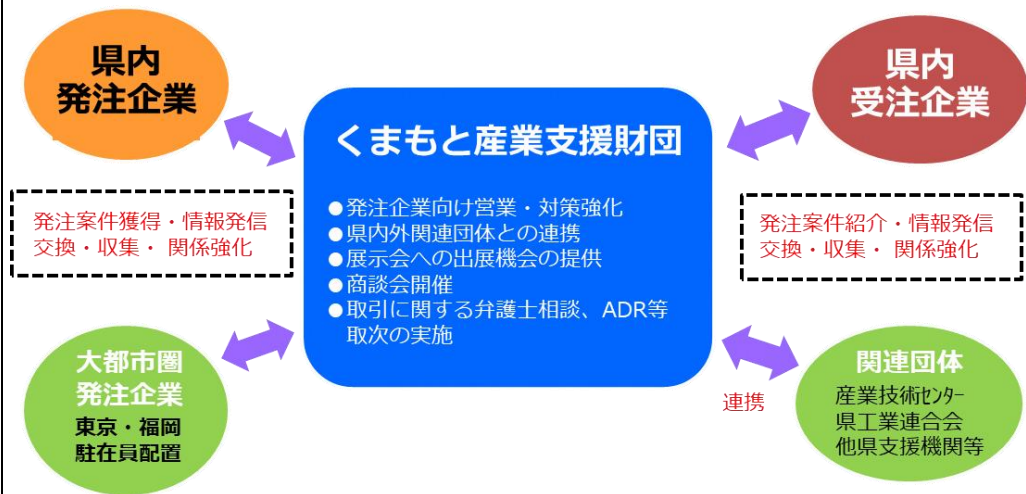 県内
発注企業
県内
受注企業
くまもと産業支援財団
●発注企業向け営業・対策強化
●県内外関連団体との連携
●展示会への出展機会の提供
●商談会開催
●取引に関する弁護士相談、ADR等
取次の実施
発注案件獲得・情報発信
交換・収集・ 関係強化
発注案件紹介・情報発信
交換・収集・ 関係強化
大都市圏
発注企業
東京・福岡
駐在員配置
連携
関連団体
産業技術ｾﾝﾀｰ
県工業連合会
他県支援機関等